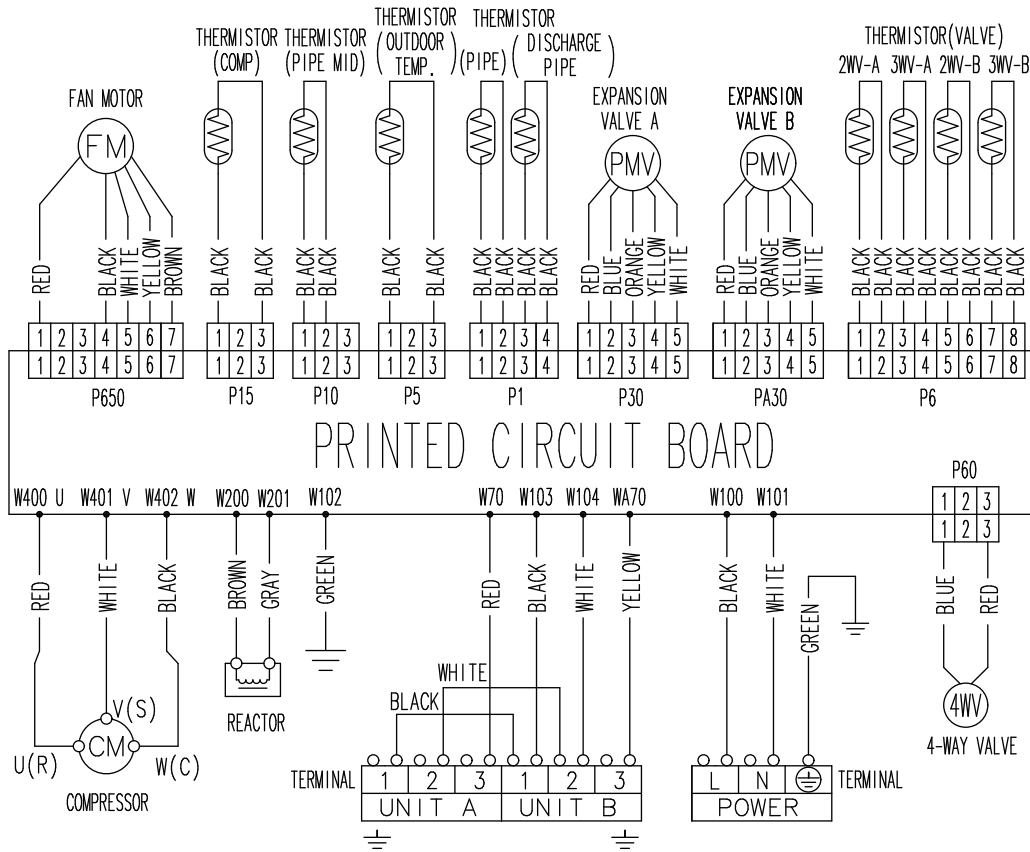 THERMISTOR
(COMP)
THERMISTOR
(PIPE MID)
THERMISTOR
(OUTDOOR TEMP.)
THERMISTOR
(PIPE)
(DISCHARGE PIPE)
THERMISTOR(VALVE)
2WV-A 3WV-A 2WV-B 3WV-B
FAN MOTOR
FM
EXPANSION
VALVE A
PMV
EXPANSION
VALVE B
PMV
RED BLACK WHITE YELLOW BROWN
BLACK BLACK
BLACK BLACK
BLACK BLACK
BLACK BLACK BLACK BLACK
RED BLUE ORANGE YELLOW WHITE
RED BLUE ORANGE YELLOW WHITE
BLACK BLACK BLACK BLACK BLACK BLACK BLACK BLACK
1 2 3 4 5 6 7
1 2 3
1 2 3
1 2 3
1 2 3 4
1 2 3 4 5
1 2 3 4 5
1 2 3 4 5 6 7 8
1 2 3 4 5 6 7
1 2 3
1 2 3
1 2 3
1 2 3 4
1 2 3 4 5
1 2 3 4 5
1 2 3 4 5 6 7 8
P650 P15 P10 P5 P1 P30 PA30 P6
PRINTED CIRCUIT BOARD
P60
1 2 3
1 2 3
W400 U W401 V W402 W W200 W201 W102 W70 W103 W104 WA70 W100 W101
RED WHITE BLACK BROWN GRAY GREEN RED BLACK WHITE YELLOW BLACK WHITE GREEN BLUE RED
WHITE
BLACK
REACTOR
V(S)
CM
U(R)
W(C)
COMPRESSOR
4WV
4-WAY VALVE
TERMINAL
1 2 3 1 2 3
UNIT A UNIT B
L N
POWER
TERMINAL